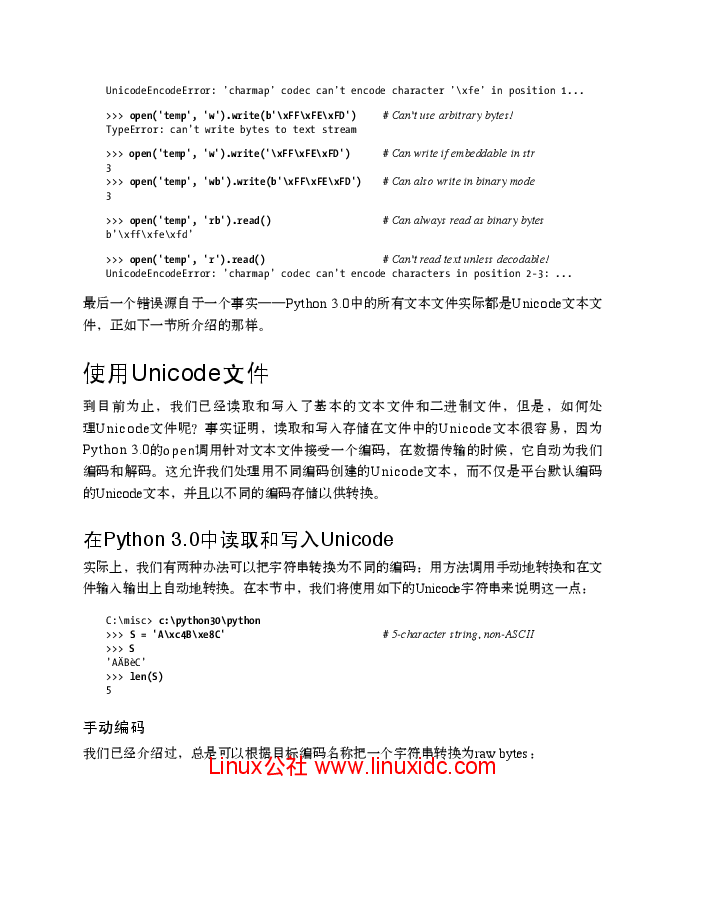 UnicodeEncodeError: 'charmap' codec can't encode character '\xfe' in position 1...
>>> open('temp', 'w').write(b'\xFF\xFE\xFD') # Can't use arbitrary bytes!
TypeError: can't write bytes to text stream
>>> open('temp', 'w').write('\xFF\xFE\xFD') # Can write if embeddable in str
3
>>> open('temp', 'wb').write(b'\xFF\xFE\xFD') # Can also write in binary mode
3
>>> open('temp', 'rb').read() # Can always read as binary bytes
b'\xff\xfe\xfd'
>>> open('temp', 'r').read() # Can't read text unless decodable!
UnicodeEncodeError: 'charmap' codec can't encode characters in position 2-3: ...
最后一个错误源自于一个事实——Python 3.0中的所有文本文件实际都是Unicode文本文
件，正如下一节所介绍的那样。
使用Unicode文件
到目前为止，我们已经读取和写入了基本的文本文件和二进制文件，但是，如何处
理Unicode文件呢？事实证明，读取和写入存储在文件中的Unicode文本很容易，因为
Python 3.0的open调用针对文本文件接受一个编码，在数据传输的时候，它自动为我们
编码和解码。这允许我们处理用不同编码创建的Unicode文本，而不仅是平台默认编码
的Unicode文本，并且以不同的编码存储以供转换。
在Python 3.0中读取和写入Unicode
实际上，我们有两种办法可以把字符串转换为不同的编码：用方法调用手动地转换和在文
件输入输出上自动地转换。在本节中，我们将使用如下的Unicode字符串来说明这一点：
C:\misc> c:\python30\python
>>> S = 'A\xc4B\xe8C' # 5-character string, non-ASCII
>>> S
'AÄBèC'
>>> len(S)
5
手动编码
我们已经介绍过，总是可以根据目标编码名称把一个字符串转换为raw bytes：
Linux公社 www.linuxidc.com